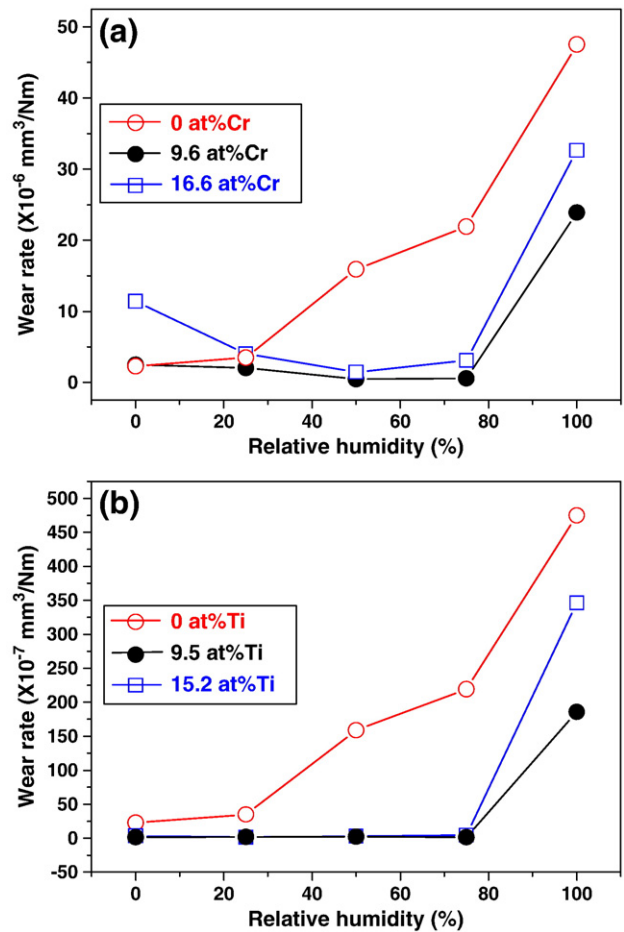 (a)
50
40
30
20
10
0
Wear rate (X10⁻⁶ mm³/Nm)
0 at%Cr
9.6 at%Cr
16.6 at%Cr
0 20 40 60 80 100
Relative humidity (%)
(b)
500
450
400
350
300
250
200
150
100
50
0
-50
Wear rate (X10⁻⁷ mm³/Nm)
0 at%Ti
9.5 at%Ti
15.2 at%Ti
0 20 40 60 80 100
Relative humidity (%)